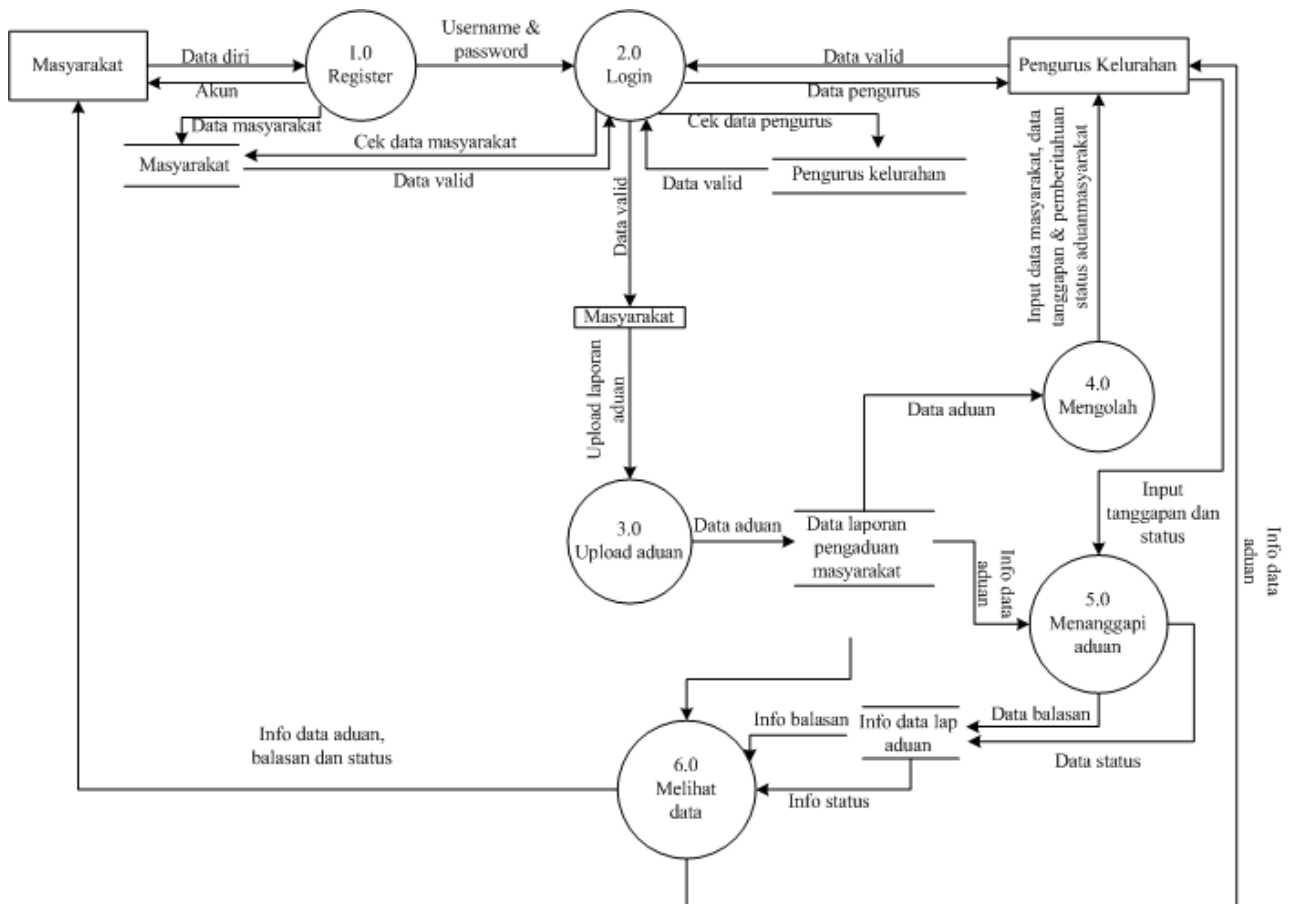 Masyarakat
Data diri
Akun
1.0
Register
Username &
password
2.0
Login
Data valid
Data pengurus
Pengurus Kelurahan
Data masyarakat
Masyarakat
Cek data masyarakat
Data valid
Cek data pengurus
Data valid
Pengurus kelurahan
Data valid
Input data masyarakat, data
tanggapan & pemberitahuan
status aduanmasyarakat
Masyarakat
Upload laporan
aduan
4.0
Mengolah
Data aduan
3.0
Upload aduan
Data aduan
Data laporan
pengaduan
masyarakat
Info data
aduan
Input
tanggapan dan
status
Info data
aduan
5.0
Menanggapi
aduan
Data balasan
Data status
Info balasan
Info data lap
aduan
Info status
6.0
Melihat
data
Info data aduan,
balasan dan status